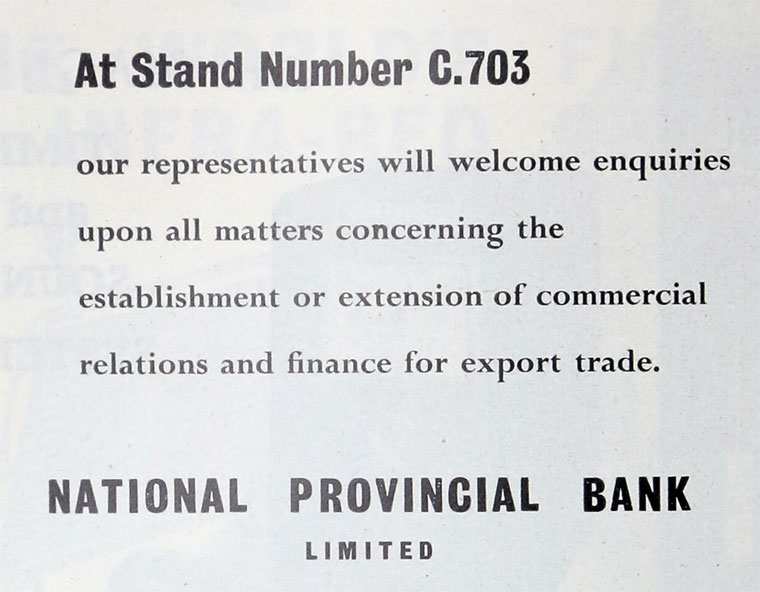 At Stand Number C.703
our representatives will welcome enquiries
upon all matters concerning the
establishment or extension of commercial
relations and finance for export trade.
NATIONAL PROVINCIAL BANK
LIMITED